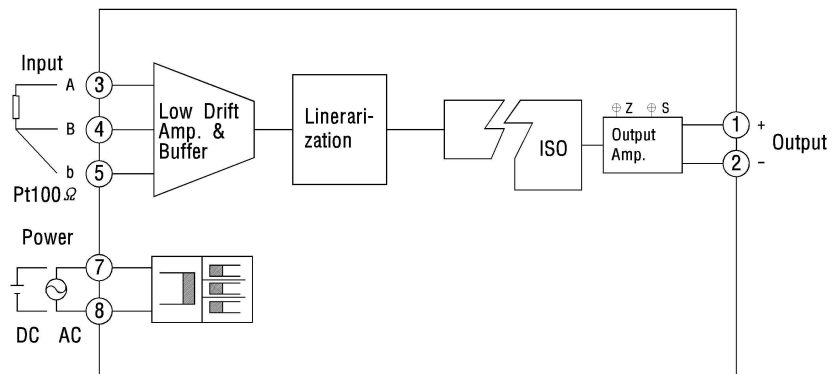 Input
A
3
B
4
b
5
Pt100Ω
Low Drift
Amp. &
Buffer
Linerari-
zation
ISO
Z S
Output
Amp.
1 +
2 -
Output
Power
7
8
DC AC